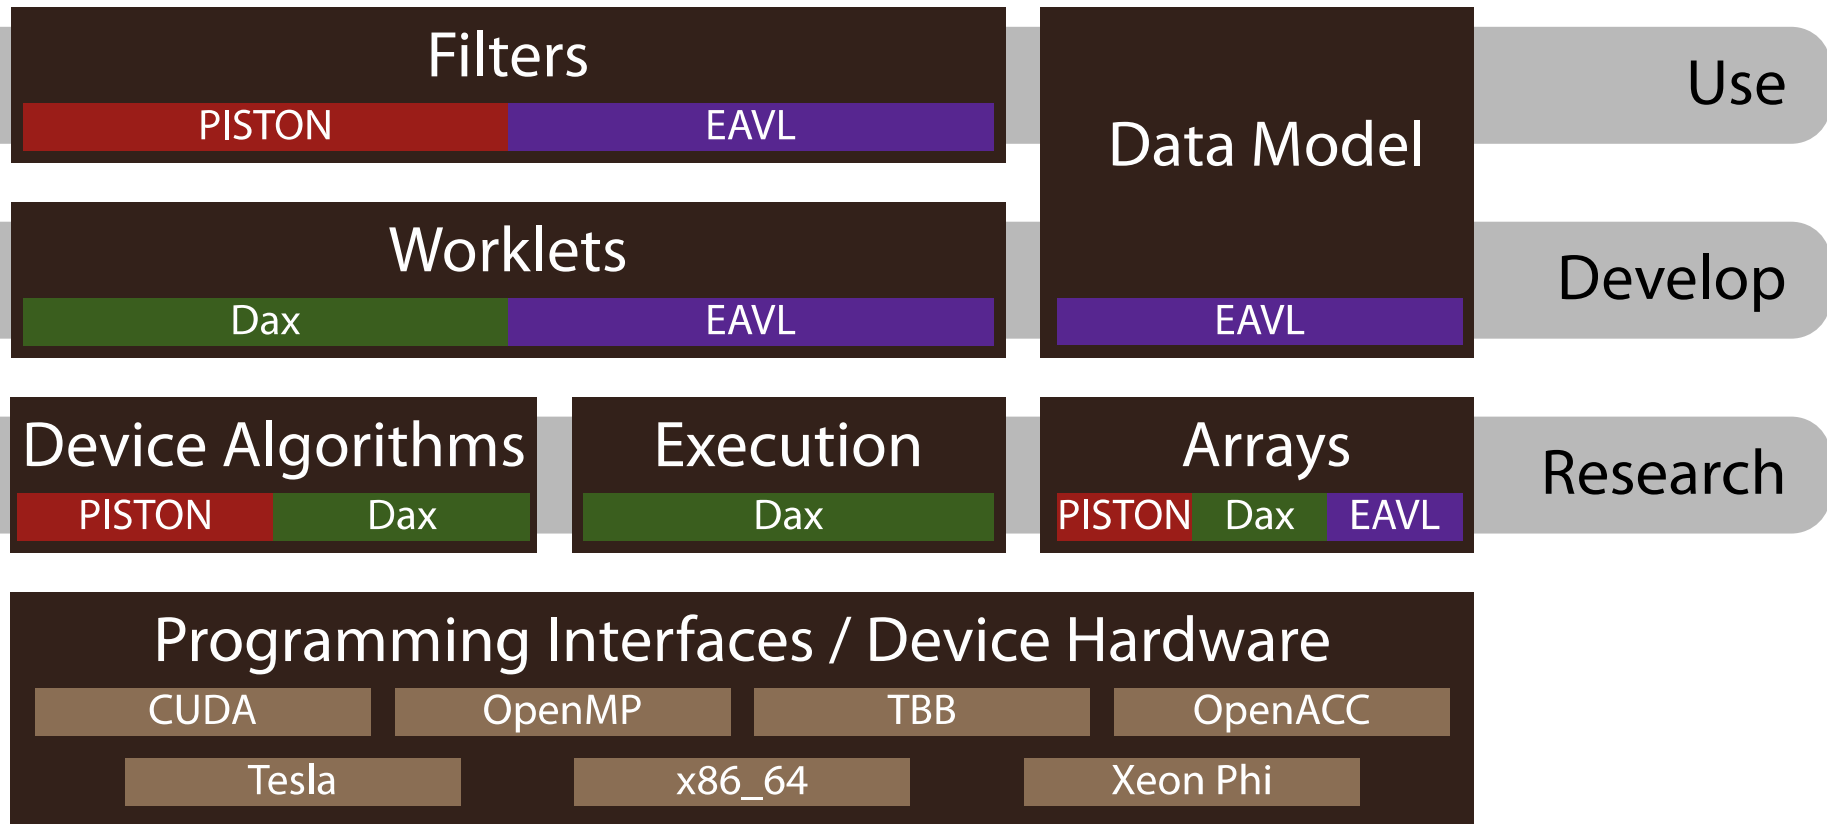 Filters
PISTON EAVL
Data Model
Use
Worklets
Dax EAVL
EAVL
Develop
Device Algorithms
PISTON Dax
Execution
Dax
Arrays
PISTON Dax EAVL
Research
Programming Interfaces / Device Hardware
CUDA OpenMP TBB OpenACC
Tesla x86_64 Xeon Phi